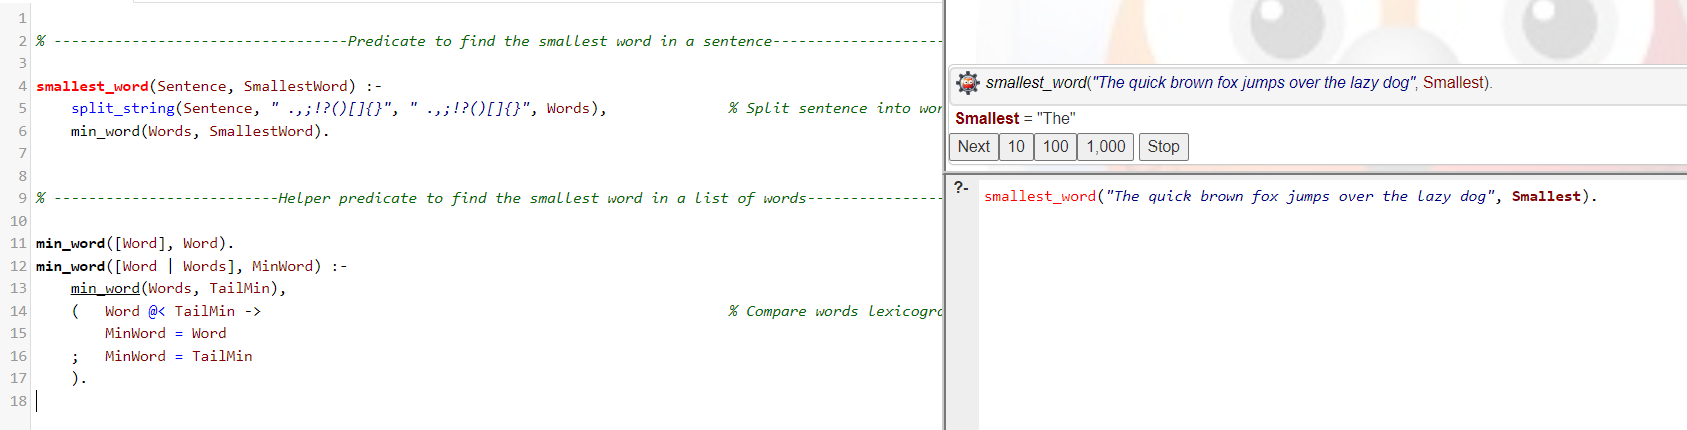 1
2 % ----------------------------------Predicate to find the smallest word in a sentence--------------------
3
4 smallest_word(Sentence, SmallestWord) :-
5 split_string(Sentence, " .,;!?()[]{}", " .,;!?()[]{}", Words), % Split sentence into
6 min_word(Words, SmallestWord).
7
8
9 % --------------------------Helper predicate to find the smallest word in a list of words----------------
10
11 min_word([Word], Word).
12 min_word([Word | Words], MinWord) :-
13 min_word(Words, TailMin),
14 ( Word @< TailMin -> % Compare words
15 MinWord = Word
16 ; MinWord = TailMin
17 ).
18
smallest_word("The quick brown fox jumps over the lazy dog", Smallest).
Smallest = "The"
Next 10 100 1,000 Stop
?- smallest_word("The quick brown fox jumps over the lazy dog", Smallest).